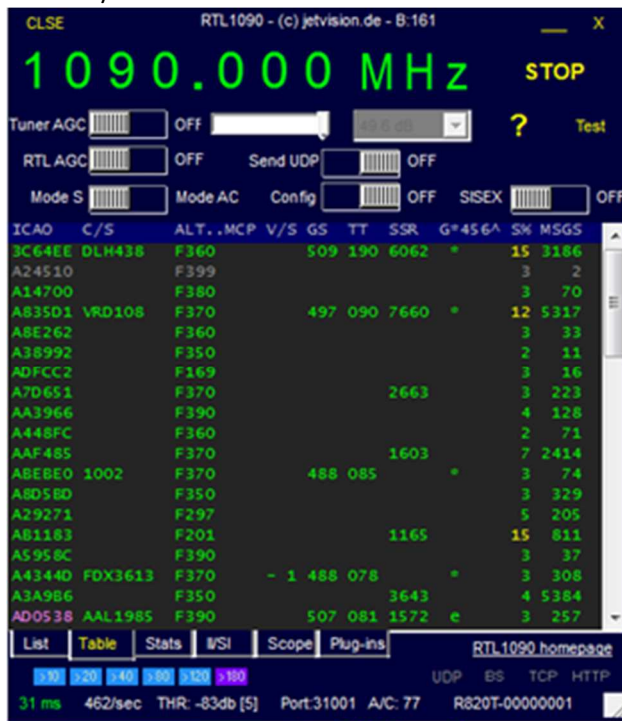 CLSE RTL1090 - (c) jetvision.de - B:161 __ X
1090.000 MHz STOP
Tuner AGC OFF 49.6 dB ? Test
RTL AGC OFF Send UDP OFF
Mode S Mode AC Config OFF SISEX OFF
ICAO C/S ALT..MCP V/S GS TT SSR G*456^ S% MSGS
3C64EE DLH438 F360 509 190 6062 * 15 3186
A24510 F399 3 2
A14700 F380 3 70
A835D1 VRD108 F370 497 090 7660 * 12 5317
A8E262 F360 3 33
A38992 F350 2 11
ADFCC2 F169 3 16
A7D651 F370 2663 3 223
AA3966 F390 4 128
A448FC F360 2 71
AAF485 F370 1603 7 2414
ABEBE0 1002 F370 488 085 * 3 74
A8D5BD F350 3 329
A29271 F297 5 205
AB1183 F201 1165 15 811
A5958C F390 3 37
A4344D FDX3613 F370 - 1 488 078 * 3 308
A3A9B6 F350 3643 4 5384
AD0538 AAL1985 F390 507 081 1572 e 3 257
List Table Stats I/SI Scope Plug-ins RTL1090 homepage
>10 >20 >40 >80 >120 >180 UDP BS TCP HTTP
31 ms 462/sec THR: -83db [5] Port:31001 A/C: 77 R820T-00000001